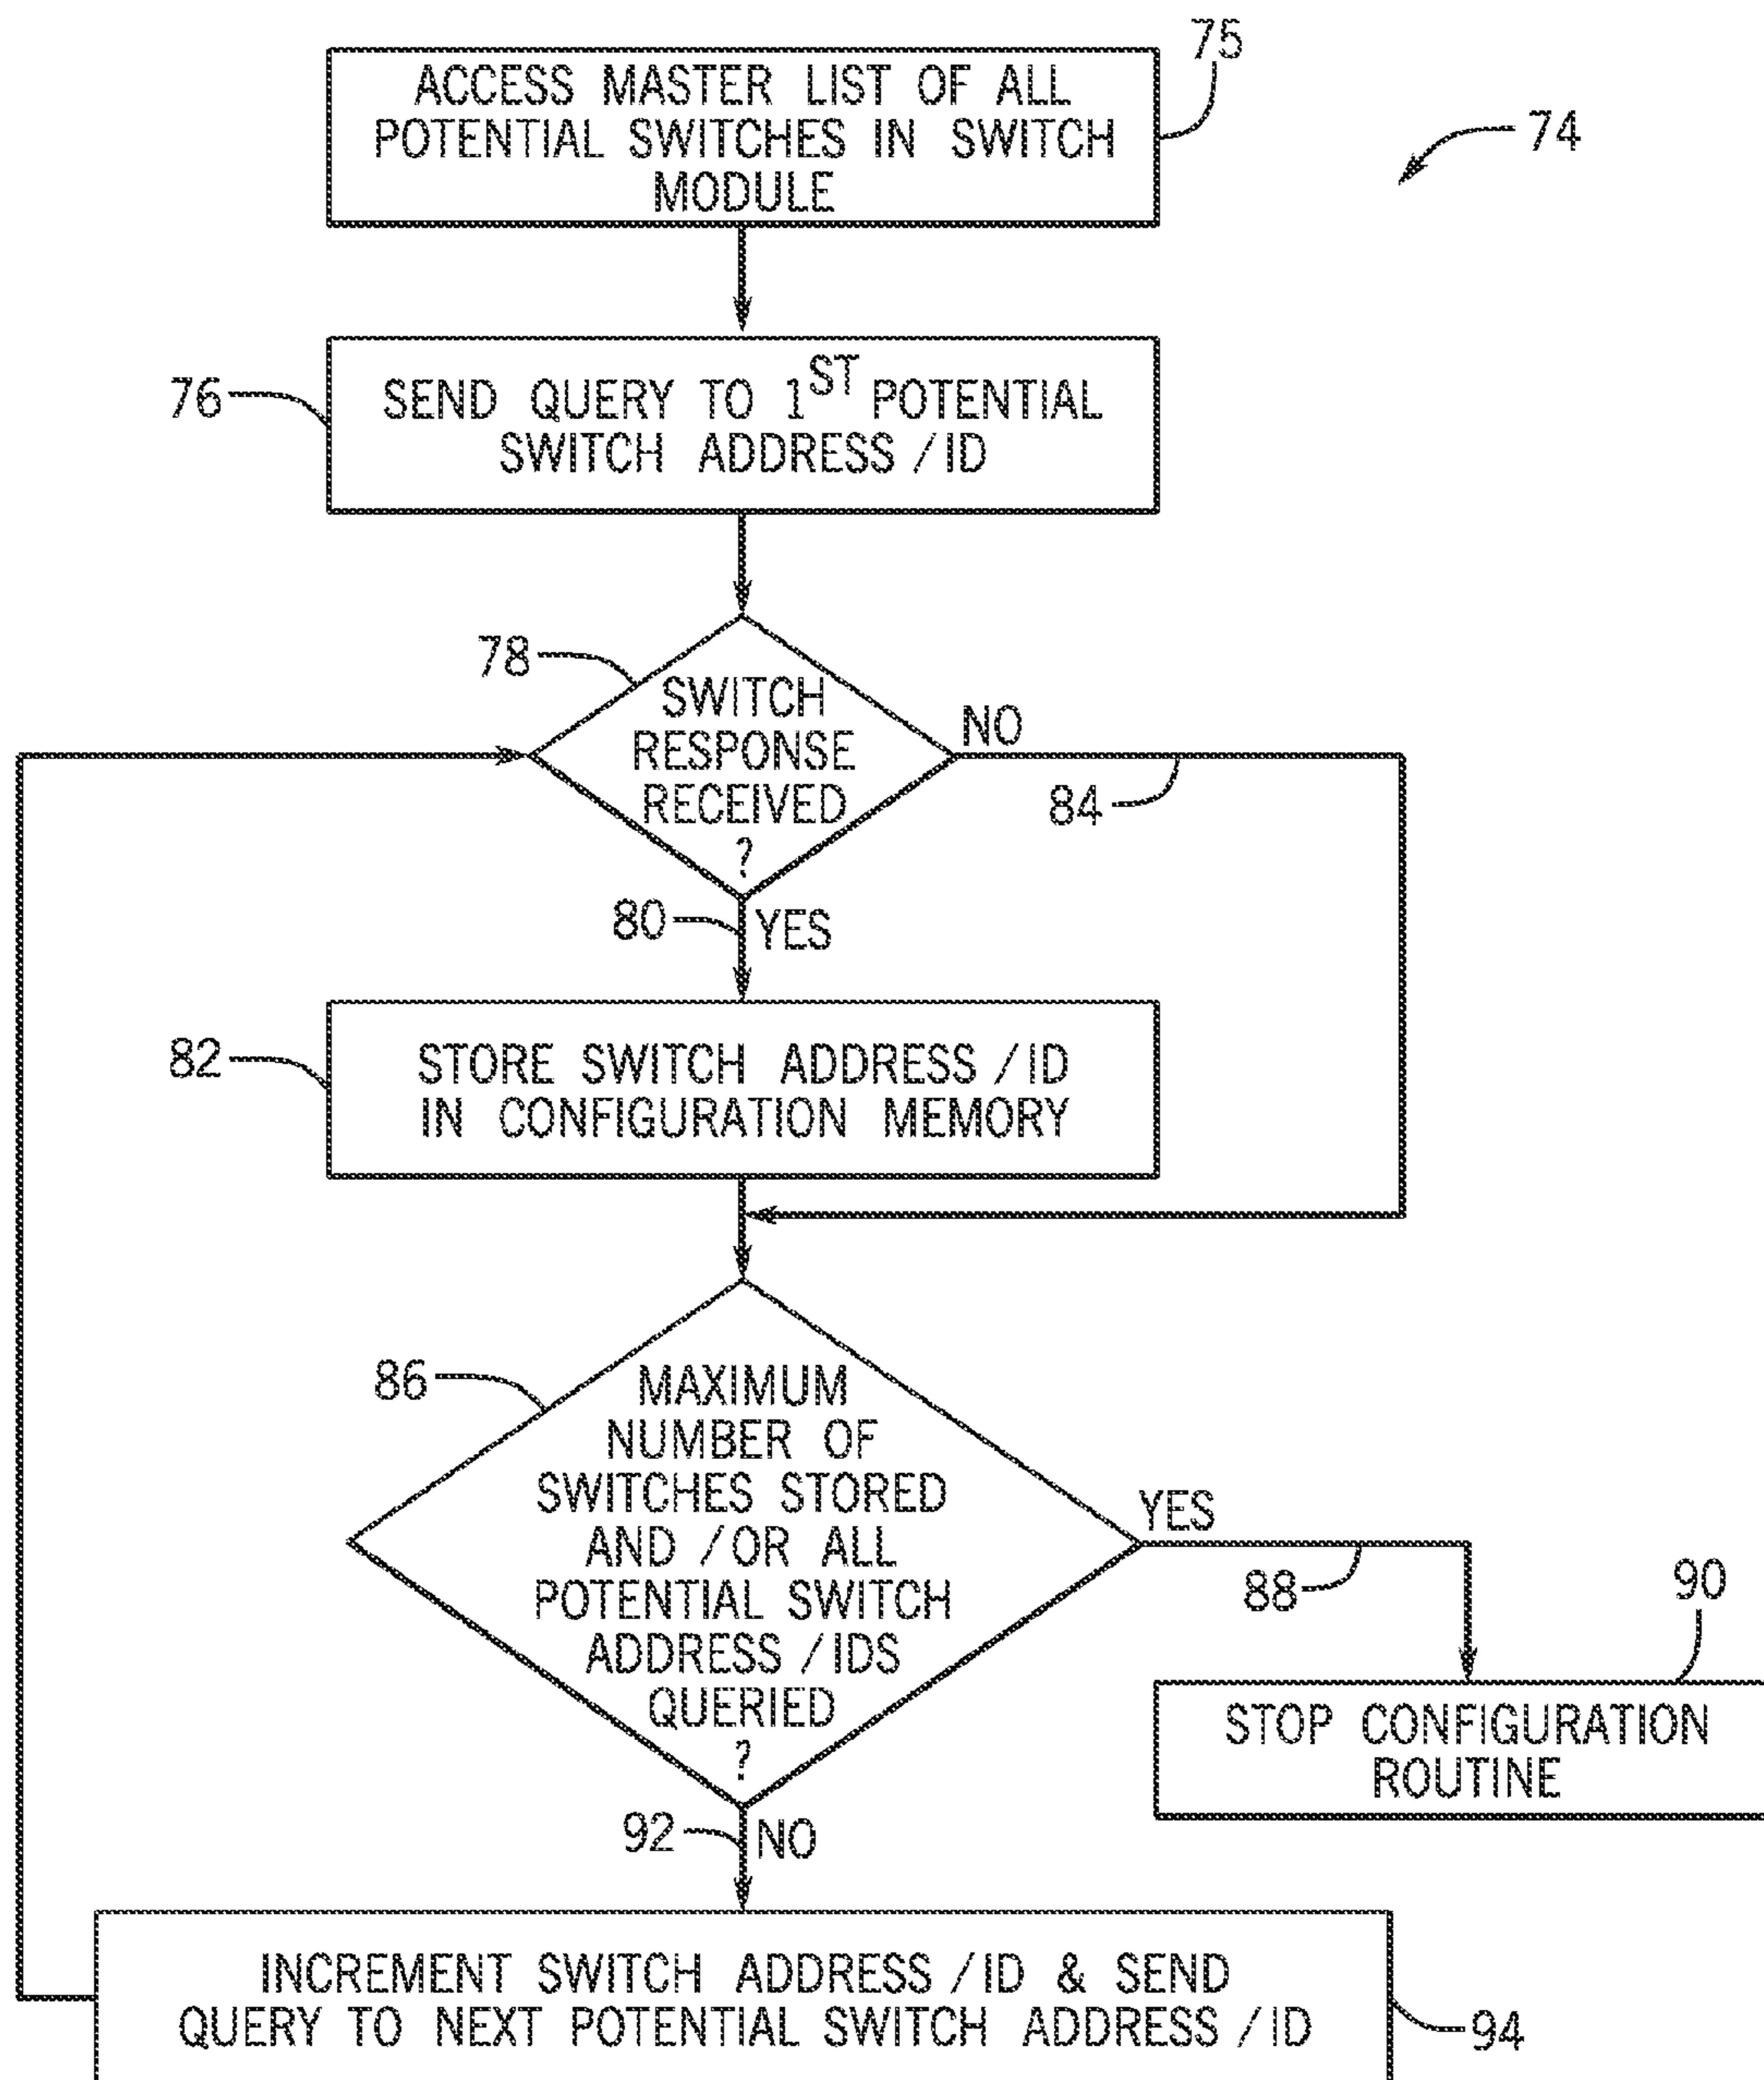 75
ACCESS MASTER LIST OF ALL
POTENTIAL SWITCHES IN SWITCH
MODULE
74
76
SEND QUERY TO 1ST POTENTIAL
SWITCH ADDRESS /ID
78
SWITCH
RESPONSE
RECEIVED
?
NO
84
80
YES
82
STORE SWITCH ADDRESS /ID
IN CONFIGURATION MEMORY
86
MAXIMUM
NUMBER OF
SWITCHES STORED
AND /OR ALL
POTENTIAL SWITCH
ADDRESS /IDS
QUERIED
?
YES
88
90
STOP CONFIGURATION
ROUTINE
92
NO
INCREMENT SWITCH ADDRESS /ID & SEND
QUERY TO NEXT POTENTIAL SWITCH ADDRESS /ID
94